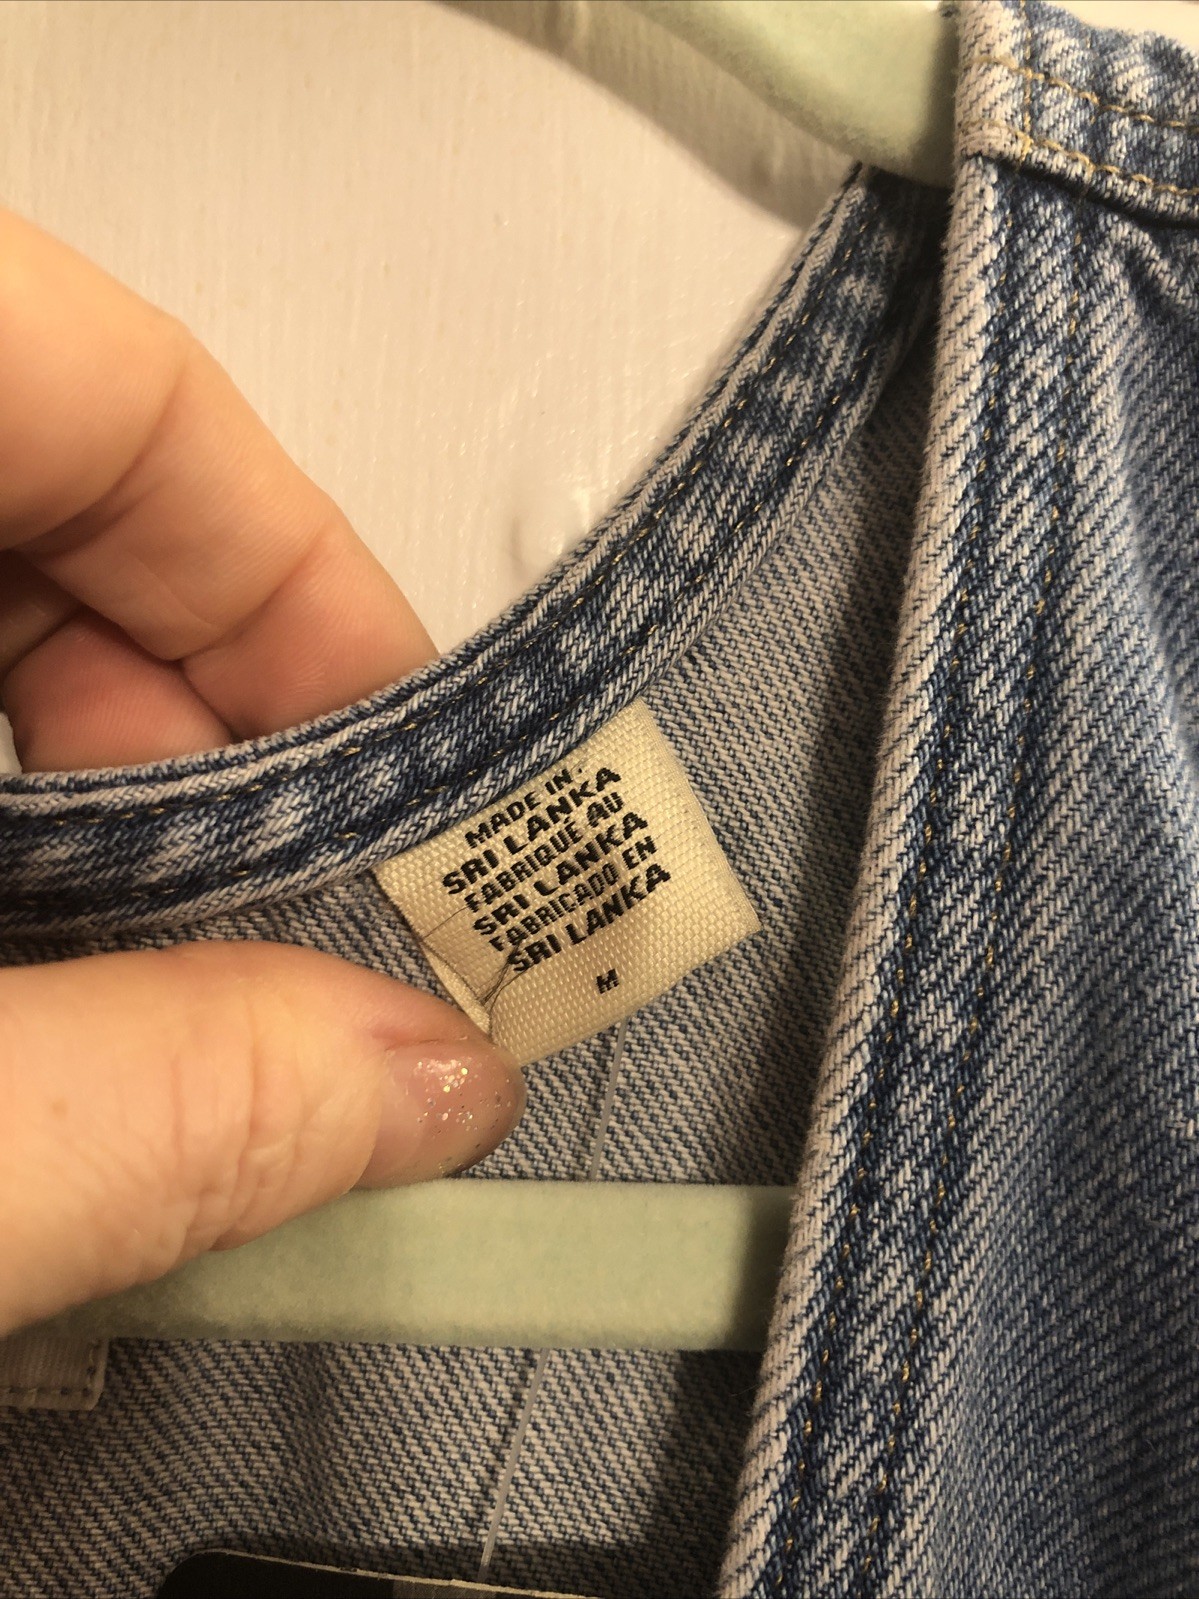 MADE IN:
SRI LANKA
FABRIQUÉ AU
SRI LANKA
FABRICADO EN
SRI LANKA
M